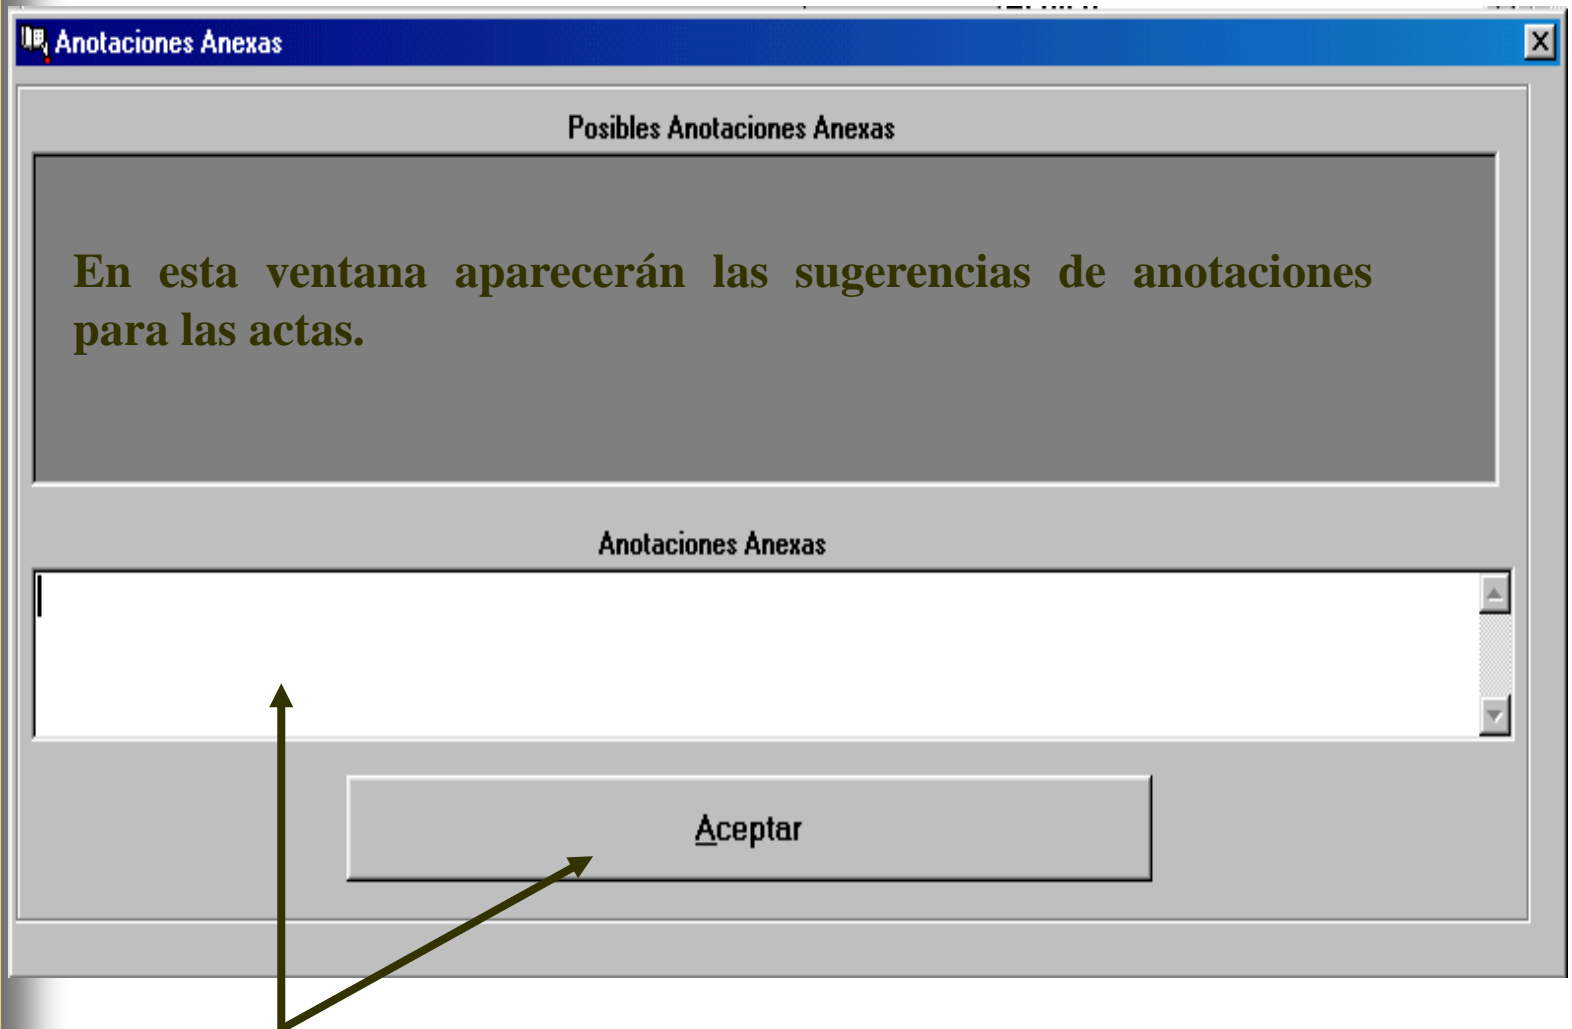 Anotaciones Anexas
Posibles Anotaciones Anexas
En esta ventana aparecerán las sugerencias de anotaciones
para las actas.
Anotaciones Anexas
Aceptar